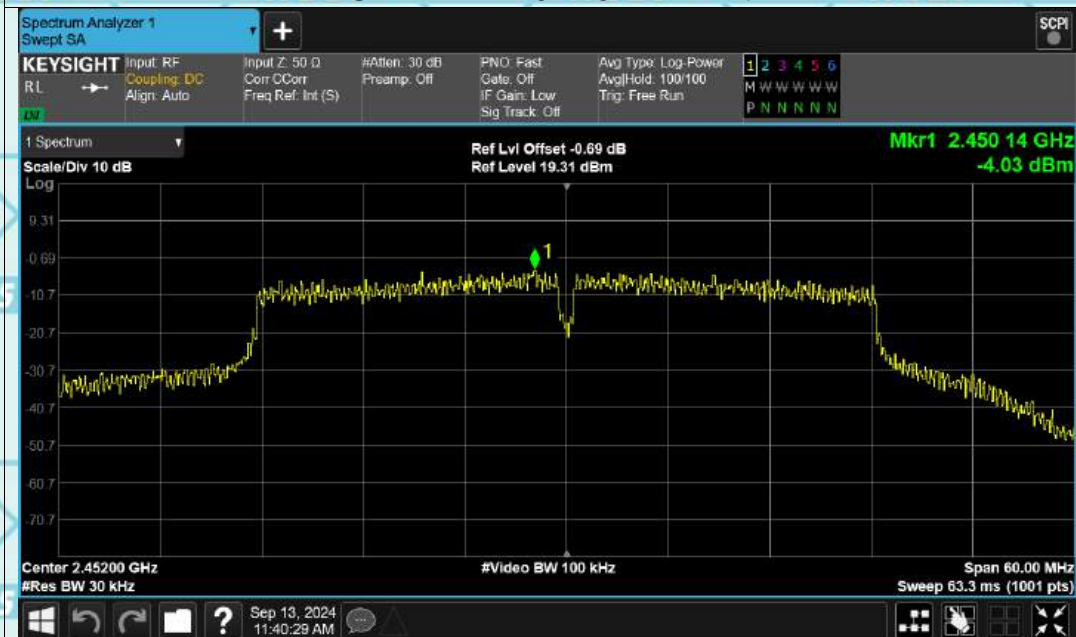 Spectrum Analyzer 1
Swept SA
+
SCPI
KEYSIGHT
RL
LXI
Input: RF
Coupling: DC
Align: Auto
Input Z: 50 Ω
Corr CCorr
Freq Ref: Int (S)
#Atten: 30 dB
Preamp: Off
PNO: Fast
Gate: Off
IF Gain: Low
Sig Track: Off
Avg Type: Log-Power
Avg|Hold: 100/100
Trig: Free Run
1 2 3 4 5 6
M W W W W W
P N N N N N
1 Spectrum
Scale/Div 10 dB
Log
Ref Lvl Offset -0.69 dB
Ref Level 19.31 dBm
Mkr1 2.450 14 GHz
-4.03 dBm
9.31
-0.69
-10.7
-20.7
-30.7
-40.7
-50.7
-60.7
-70.7
1
Center 2.45200 GHz
#Res BW 30 kHz
#Video BW 100 kHz
Span 60.00 MHz
Sweep 63.3 ms (1001 pts)
?
Sep 13, 2024
11:40:29 AM